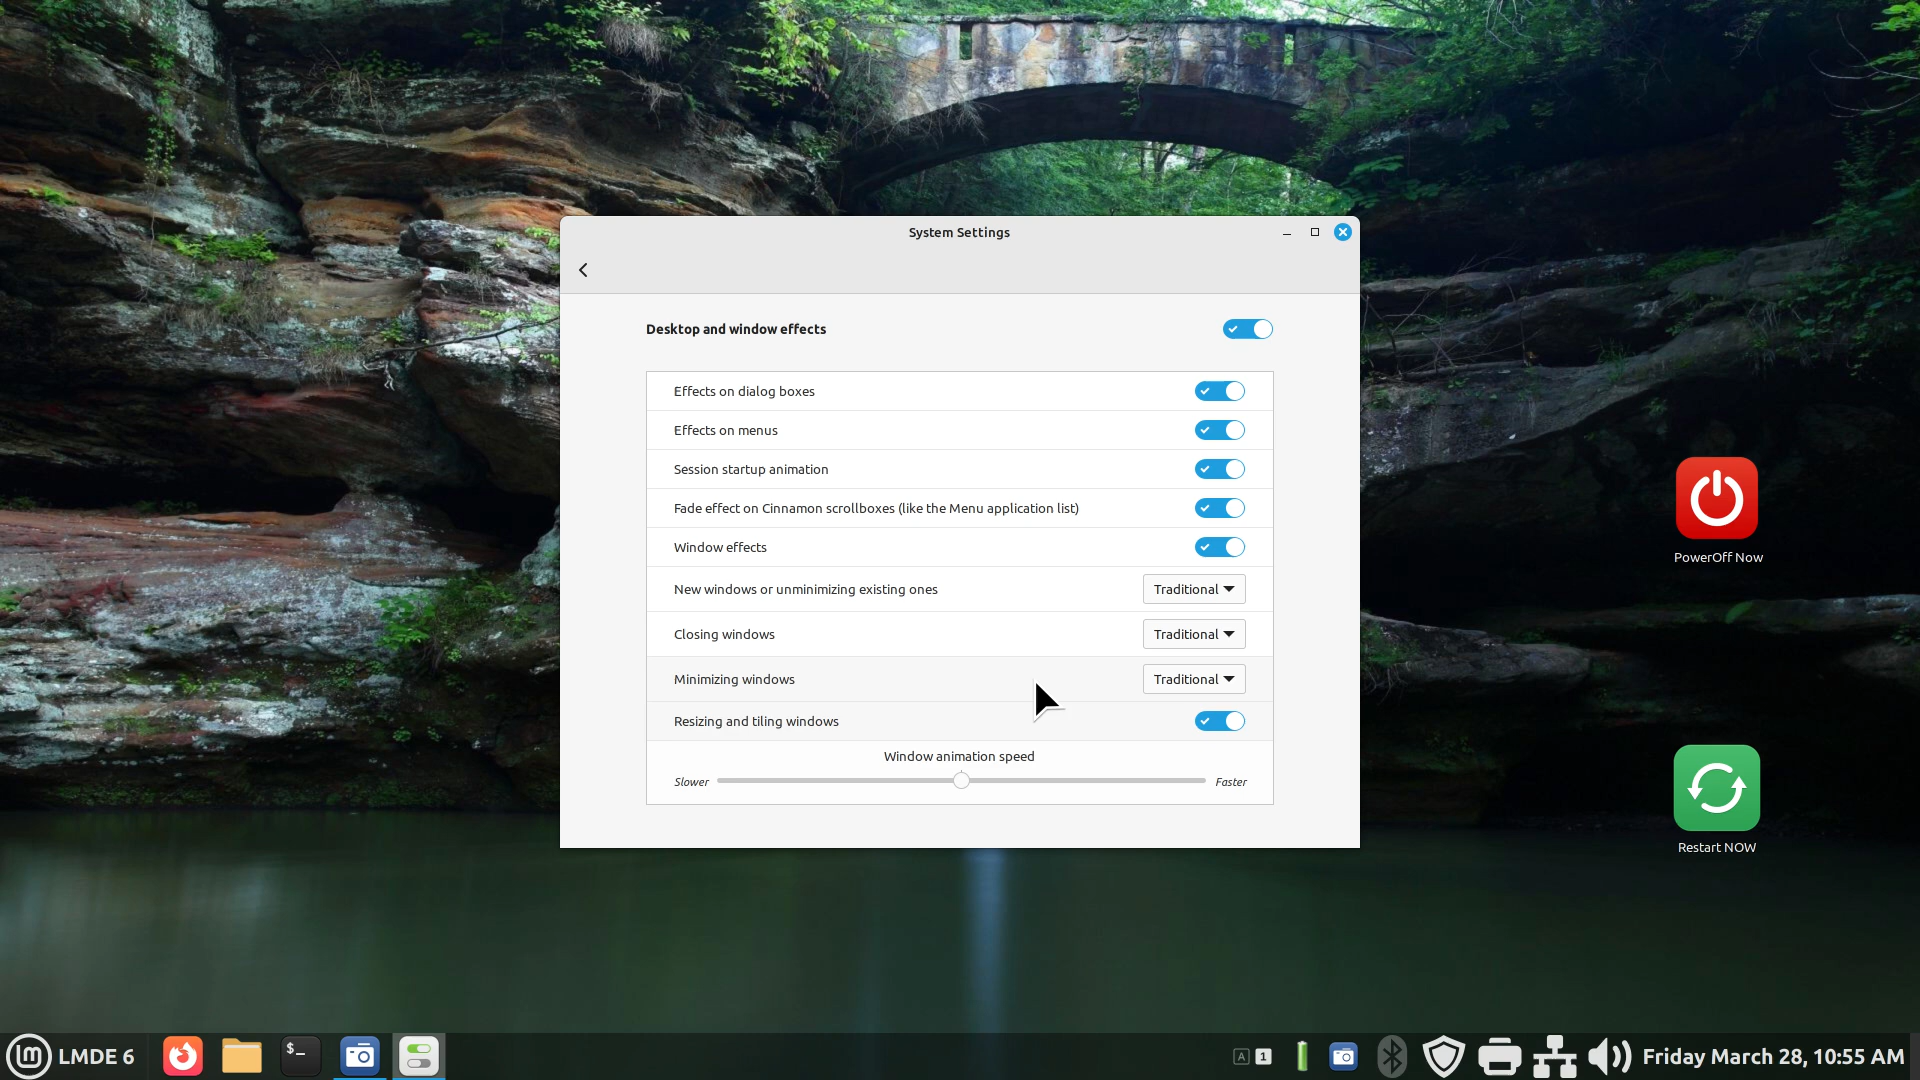 System Settings
Desktop and window effects
Effects on dialog boxes
Effects on menus
Session startup animation
Fade effect on Cinnamon scrollboxes (like the Menu application list)
Window effects
New windows or unminimizing existing ones Traditional
Closing windows Traditional
Minimizing windows Traditional
Resizing and tiling windows
Window animation speed
Slower Faster
PowerOff Now
Restart NOW
LMDE 6
$_
A 1
Friday March 28, 10:55 AM